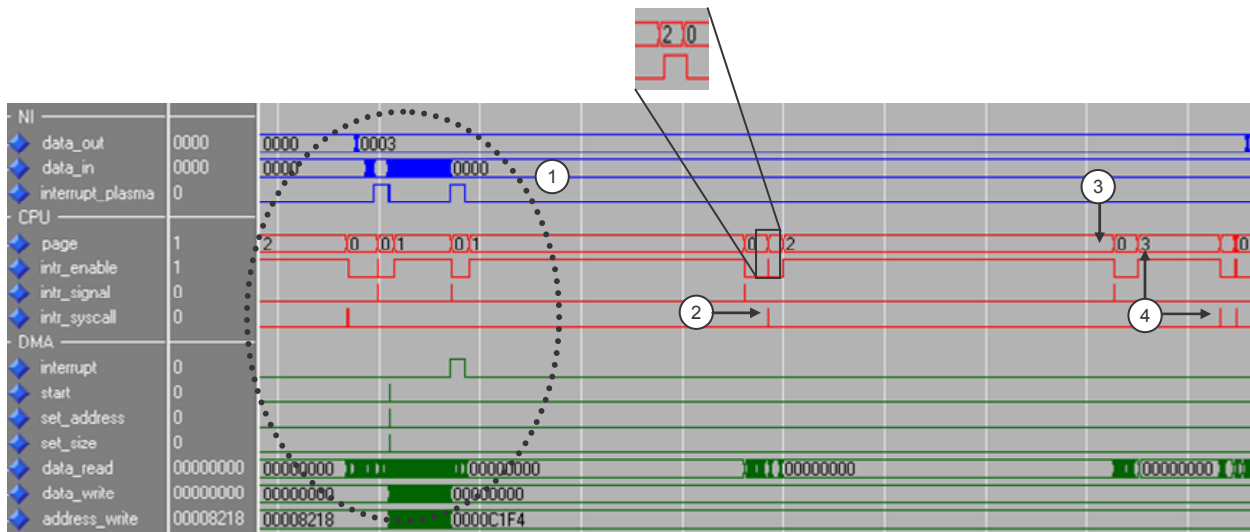 2 0
NI
data_out 0000 0000 0003
data_in 0000 0000 0000 1
interrupt_plasma 0
3
CPU
page 1 2 0 0 1 0 1 0 2 0 3 0
intr_enable 1
intr_signal 0
intr_syscall 0 2 4
DMA
interrupt 0
start 0
set_address 0
set_size 0
data_read 00000000 00000000 00000000 00000000 00000000
data_write 00000000 00000000 00000000
address_write 00008218 00008218 0000C1F4